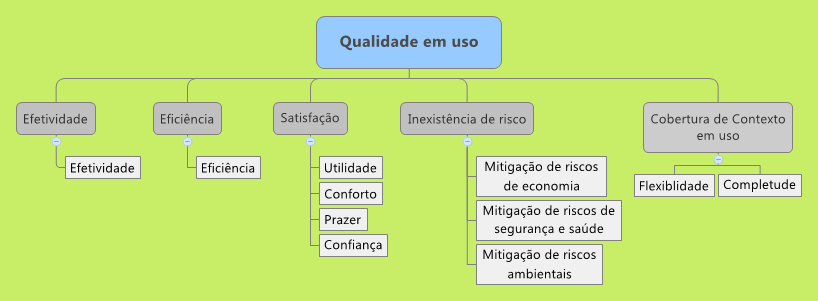 Qualidade em uso
Efetividade
Eficiência
Satisfação
Inexistência de risco
Cobertura de Contexto
em uso
Efetividade
Eficiência
Utilidade
Conforto
Prazer
Confiança
Mitigação de riscos
de economia
Mitigação de riscos de
segurança e saúde
Mitigação de riscos
ambientais
Flexiblidade
Completude